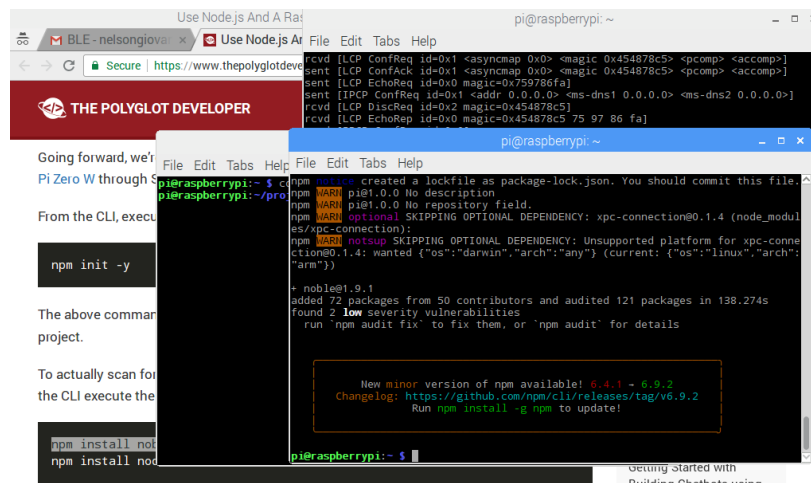 Use Node.js And A Ras
pi@raspberrypi: ~
BLE - nelsongiova
×
Use Node.js Ar
File Edit Tabs Help
Secure
https://www.thepolyglotdeve
rcvd [LCP ConfReq id=0x1 <asyncmap 0x0> <magic 0x454878c5> <pcomp> <accomp>]
sent [LCP ConfAck id=0x1 <asyncmap 0x0> <magic 0x454878c5> <pcomp> <accomp>]
sent [LCP EchoReq id=0x0 magic=0x759786fa]
sent [IPCP ConfReq id=0x1 <addr 0.0.0.0> <ms-dns1 0.0.0.0> <ms-dns2 0.0.0.0>]
rcvd [LCP DiscReq id=0x2 magic=0x454878c5]
rcvd [LCP EchoRep id=0x0 magic=0x454878c5 75 97 86 fa]
THE POLYGLOT DEVELOPER
Going forward, we'r
Pi Zero W through S
From the CLI, execu
npm init -y
The above commar
project.
To actually scan for
the CLI execute the
npm install nob
npm install nod
File Edit Tabs Help
pi@raspberrypi:~ $ co
pi@raspberrypi:~/proj
pi@raspberrypi: ~
File Edit Tabs Help
npm notice created a lockfile as package-lock.json. You should commit this file.
npm WARN pi@1.0.0 No description
npm WARN pi@1.0.0 No repository field.
npm WARN optional SKIPPING OPTIONAL DEPENDENCY: xpc-connection@0.1.4 (node_modul
es/xpc-connection):
npm WARN notsup SKIPPING OPTIONAL DEPENDENCY: Unsupported platform for xpc-conne
ction@0.1.4: wanted {"os":"darwin","arch":"any"} (current: {"os":"linux","arch":
"arm"})
+ noble@1.9.1
added 72 packages from 50 contributors and audited 121 packages in 138.274s
found 2 low severity vulnerabilities
run `npm audit fix` to fix them, or `npm audit` for details
New minor version of npm available! 6.4.1 → 6.9.2
Changelog: https://github.com/npm/cli/releases/tag/v6.9.2
Run npm install -g npm to update!
pi@raspberrypi:~ $
Getting Started with